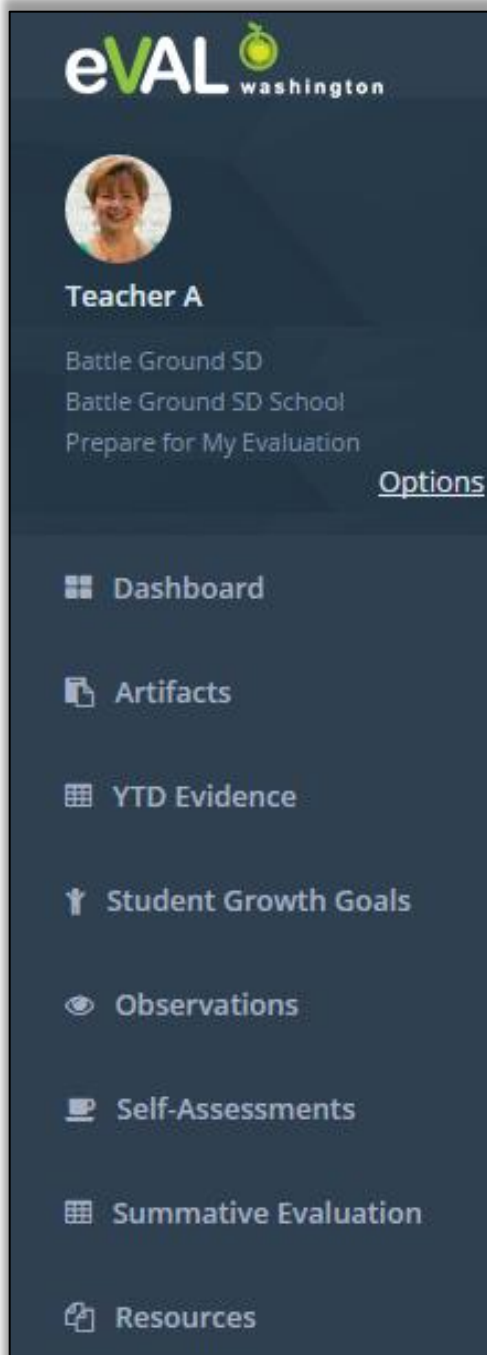 eVAL washington
Teacher A
Battle Ground SD
Battle Ground SD School
Prepare for My Evaluation
Options
Dashboard
Artifacts
YTD Evidence
Student Growth Goals
Observations
Self-Assessments
Summative Evaluation
Resources